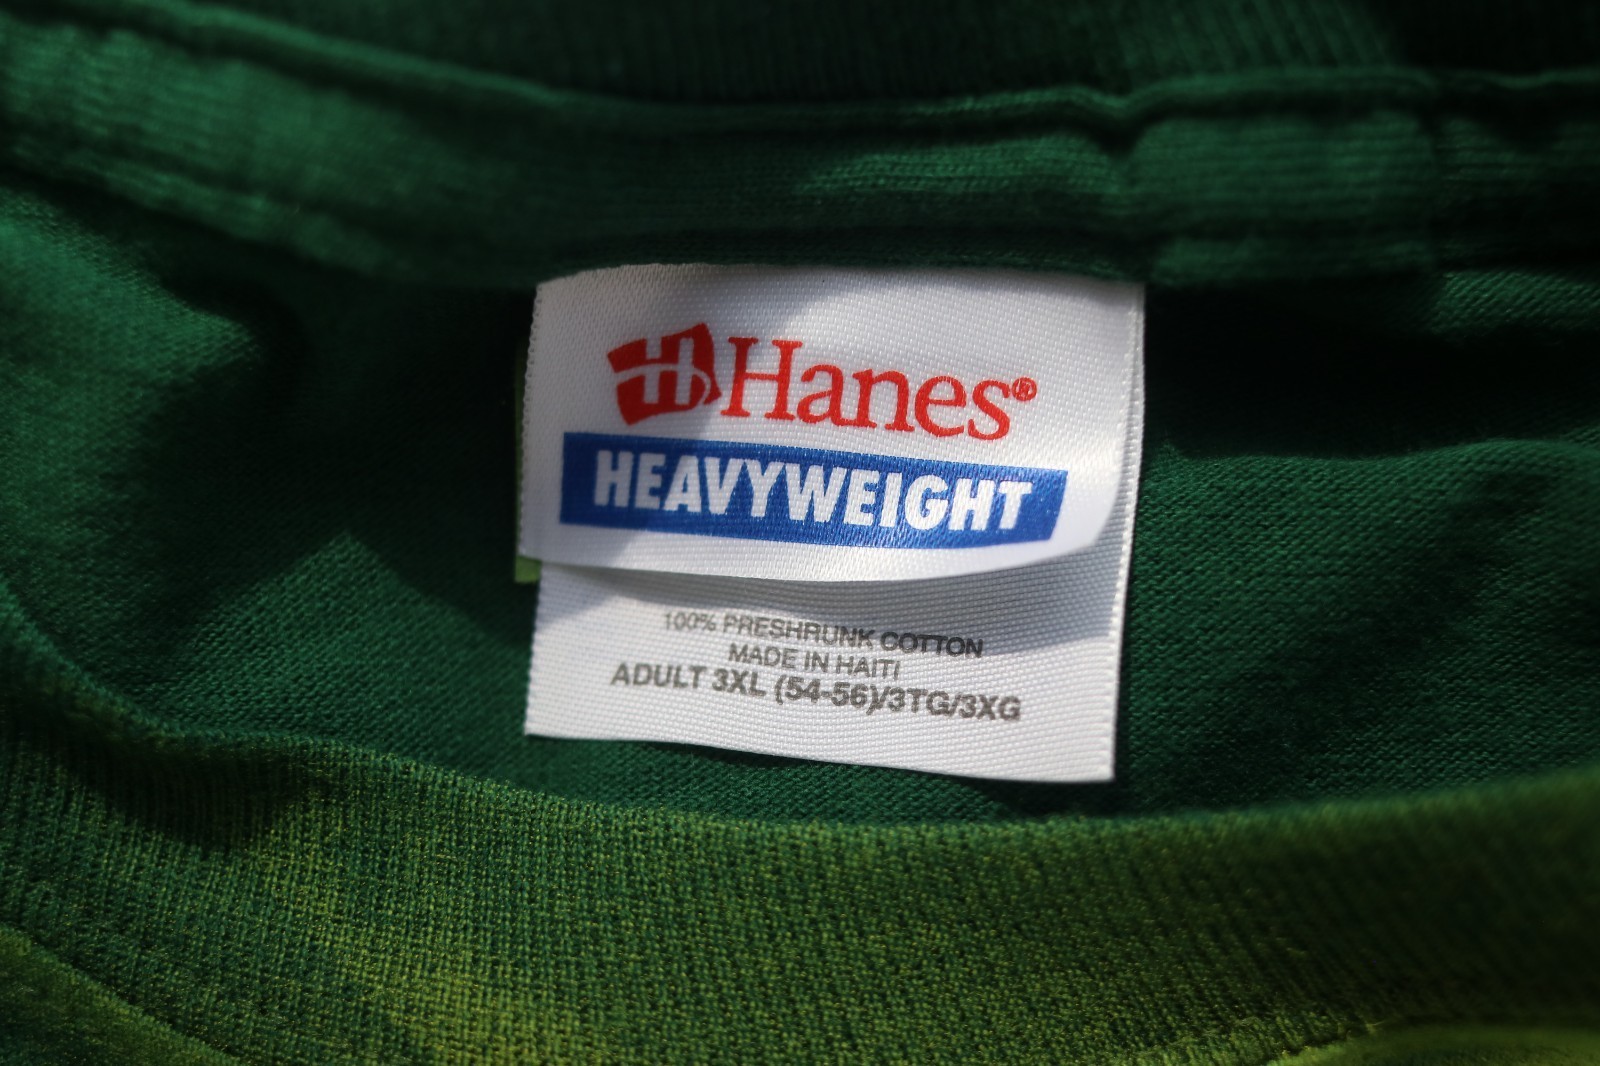 H Hanes®
HEAVYWEIGHT
100% PRESHRUNK COTTON
MADE IN HAITI
ADULT 3XL (54-56)/3TG/3XG